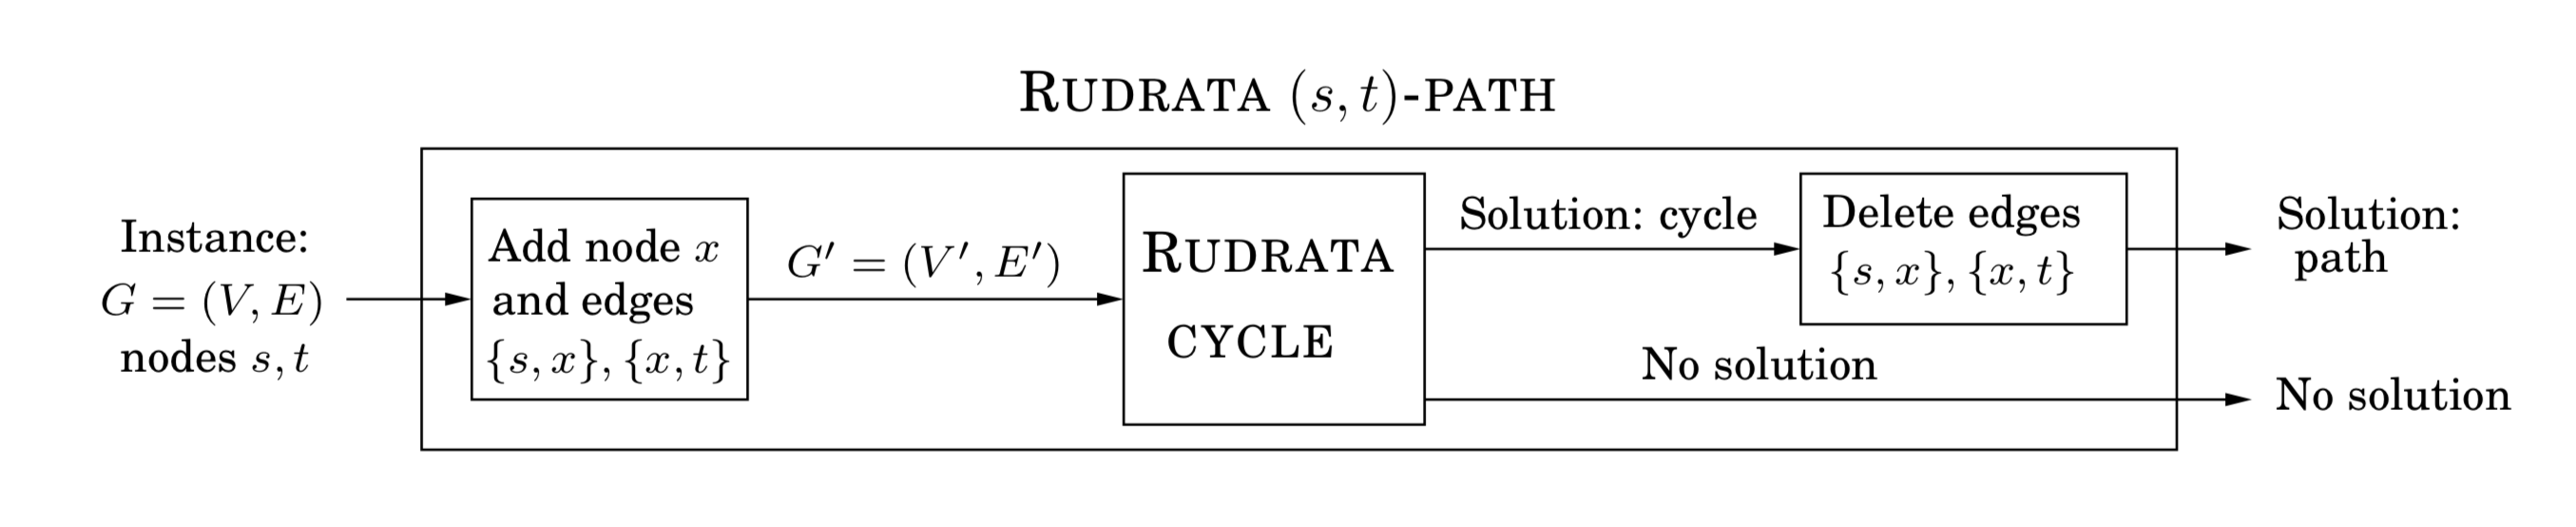 RUDRATA (s, t)-PATH
Instance:
G = (V, E)
nodes s, t
Add node x
and edges
{s, x}, {x, t}
G′ = (V′, E′)
RUDRATA
CYCLE
Solution: cycle
Delete edges
{s, x}, {x, t}
Solution:
path
No solution
No solution